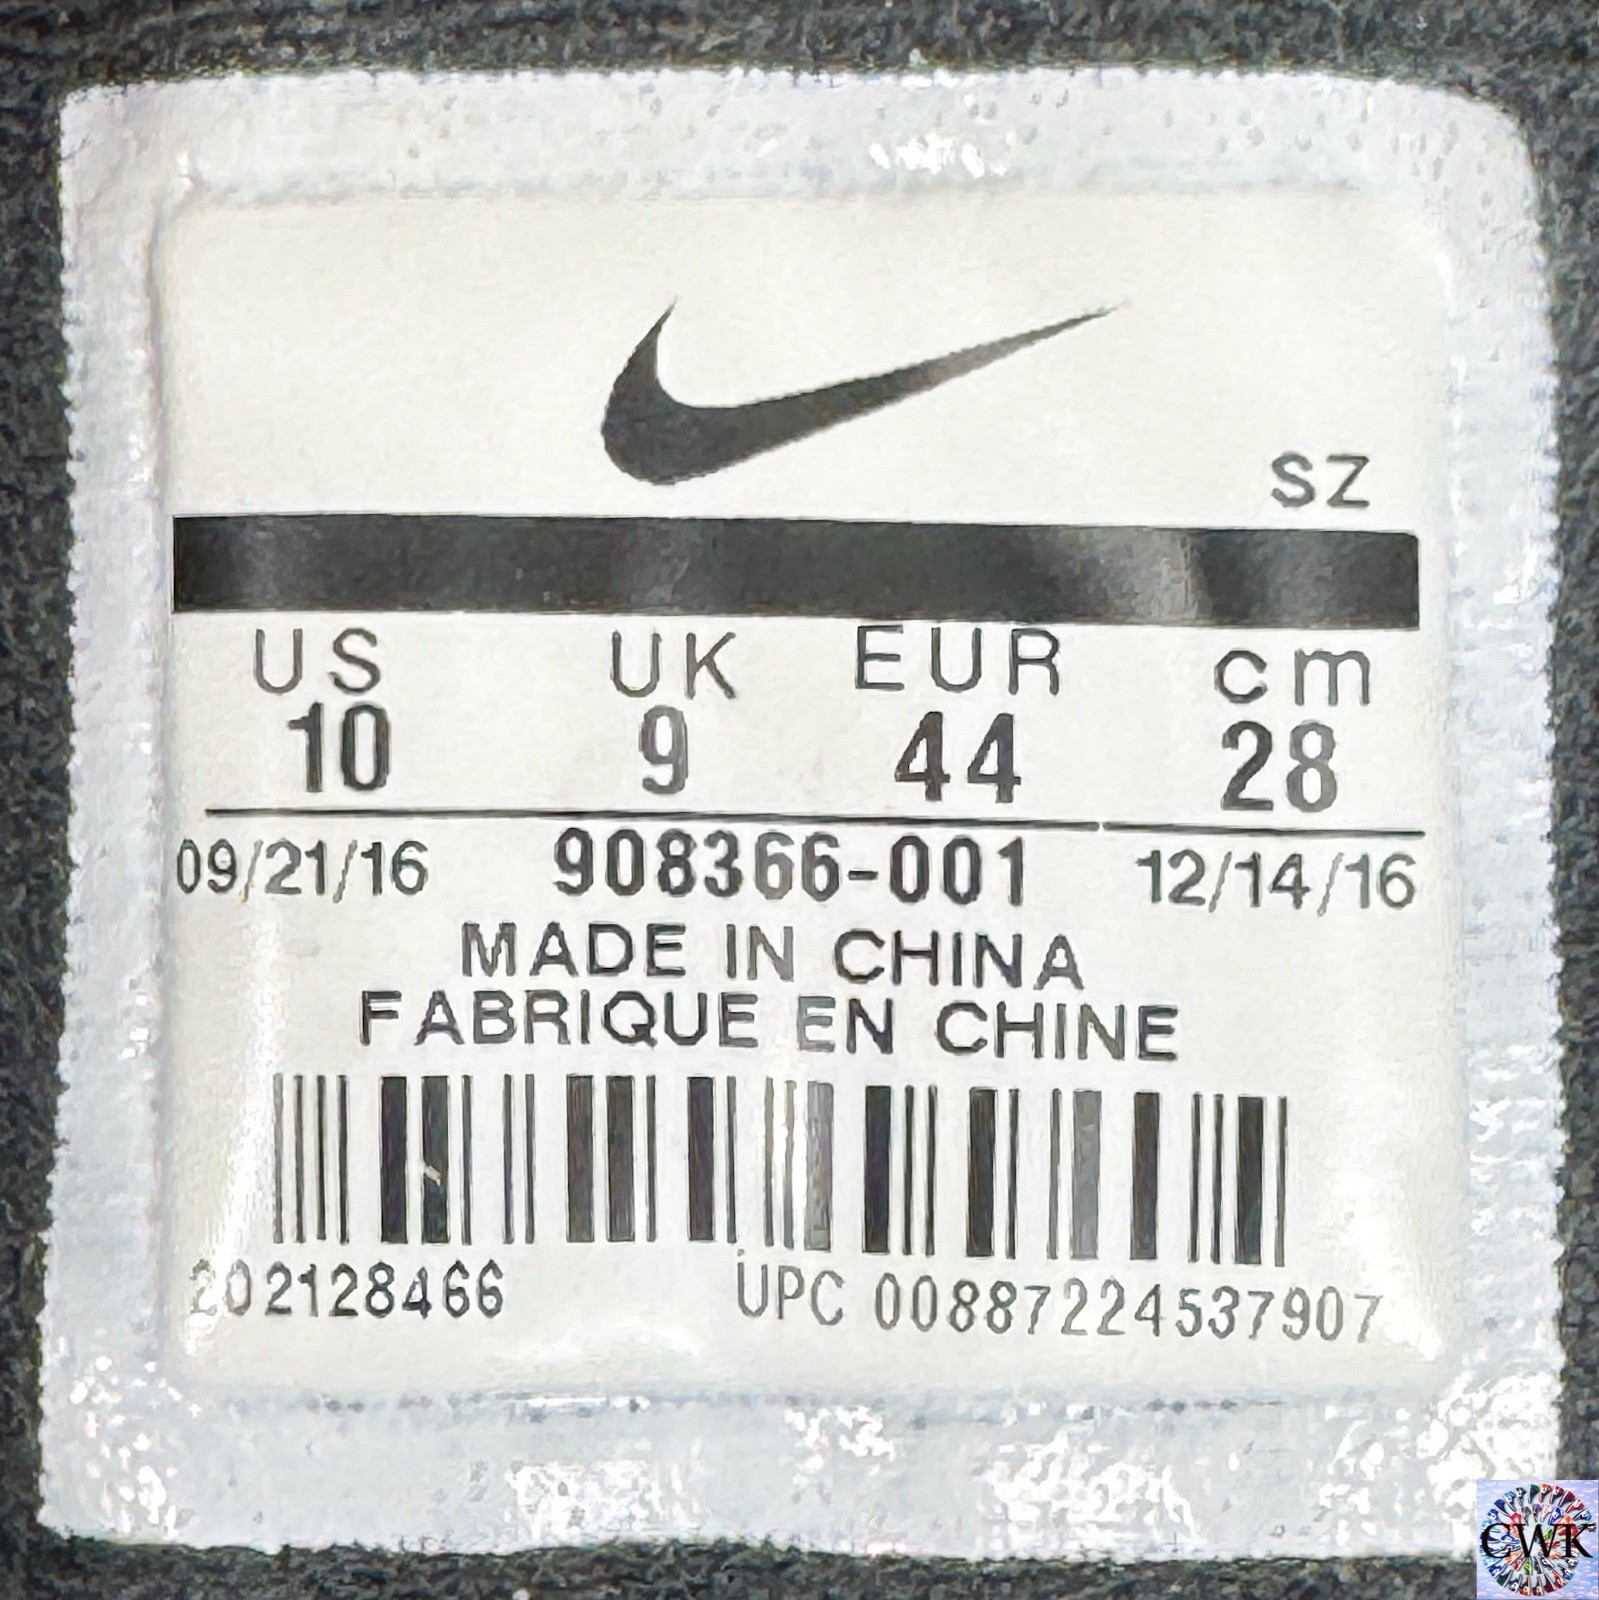 SZ
US UK EUR cm
10 9 44 28
09/21/16 908366-001 12/14/16
MADE IN CHINA
FABRIQUE EN CHINE
202128466 UPC 00887224537907
CWK